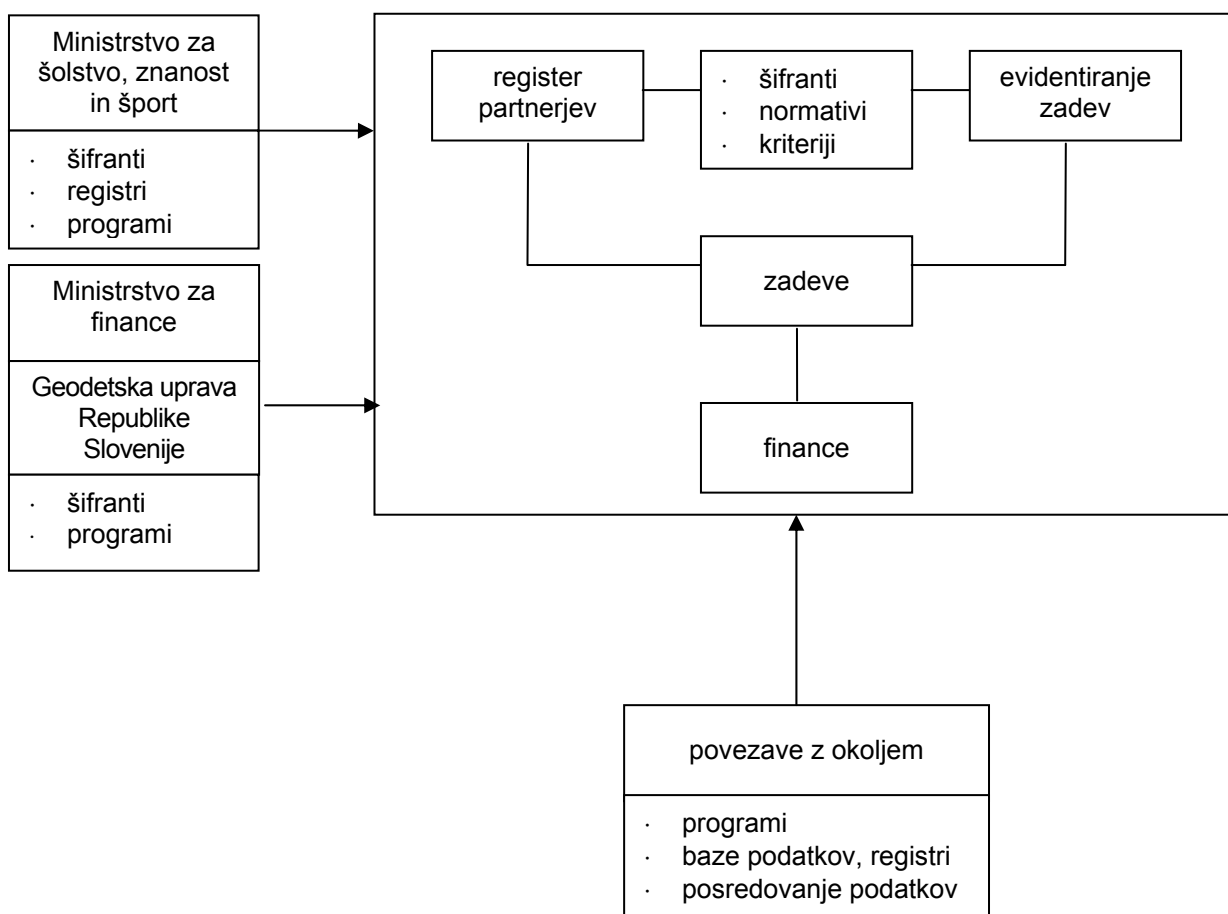 Ministrstvo za
šolstvo, znanost
in šport
· šifranti
· registri
· programi
Ministrstvo za
finance
Geodetska uprava
Republike
Slovenije
· šifranti
· programi
register
partnerjev
· šifranti
· normativi
· kriteriji
evidentiranje
zadev
zadeve
finance
povezave z okoljem
· programi
· baze podatkov, registri
· posredovanje podatkov